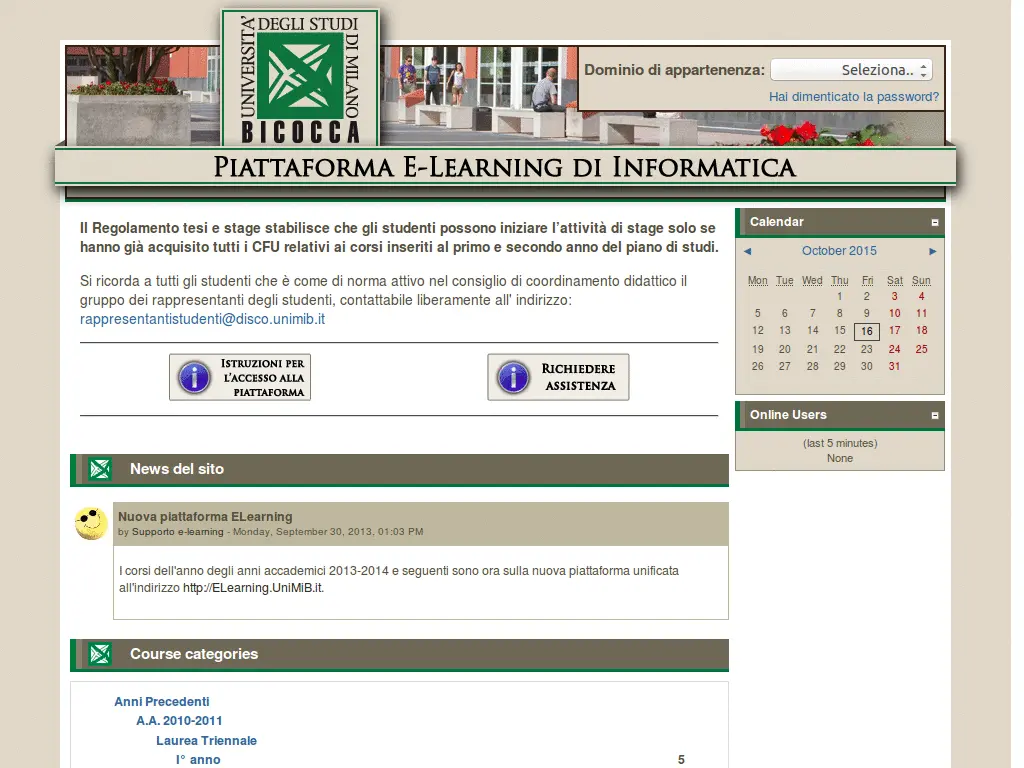 UNIVERSITA' DEGLI STUDI DI MILANO
BICOCCA
Dominio di appartenenza: Seleziona..
Hai dimenticato la password?
Piattaforma E-Learning di Informatica
Il Regolamento tesi e stage stabilisce che gli studenti possono iniziare l'attività di stage solo se
hanno già acquisito tutti i CFU relativi ai corsi inseriti al primo e secondo anno del piano di studi.
Si ricorda a tutti gli studenti che è come di norma attivo nel consiglio di coordinamento didattico il
gruppo dei rappresentanti degli studenti, contattabile liberamente all' indirizzo:
rappresentantistudenti@disco.unimib.it
Istruzioni per
l'accesso alla
piattaforma
Richiedere
assistenza
News del sito
Nuova piattaforma ELearning
by Supporto e-learning - Monday, September 30, 2013, 01:03 PM
I corsi dell'anno degli anni accademici 2013-2014 e seguenti sono ora sulla nuova piattaforma unificata
all'indirizzo http://ELearning.UniMiB.it.
Course categories
Anni Precedenti
A.A. 2010-2011
Laurea Triennale
I° anno 5
Calendar
◄ October 2015 ►
Mon Tue Wed Thu Fri Sat Sun
1 2 3 4
5 6 7 8 9 10 11
12 13 14 15 16 17 18
19 20 21 22 23 24 25
26 27 28 29 30 31
Online Users
(last 5 minutes)
None